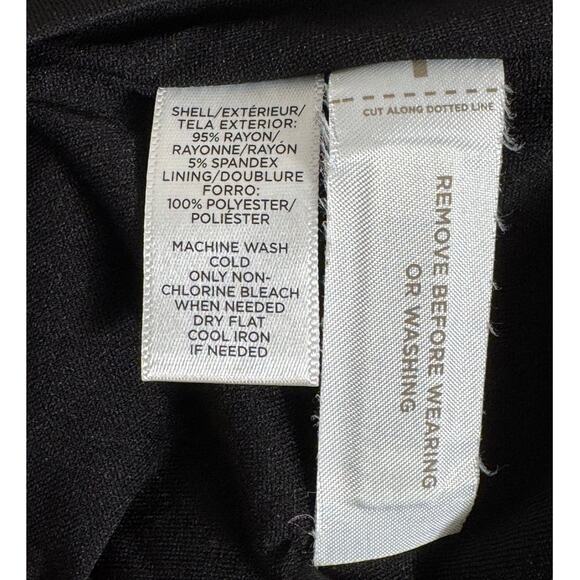 SHELL/EXTÉRIEUR/
TELA EXTERIOR:
95% RAYON/
RAYONNE/RAYÓN
5% SPANDEX
LINING/DOUBLURE
FORRO:
100% POLYESTER/
POLIÉSTER
MACHINE WASH
COLD
ONLY NON-
CHLORINE BLEACH
WHEN NEEDED
DRY FLAT
COOL IRON
IF NEEDED
CUT ALONG DOTTED LINE
REMOVE BEFORE WEARING
OR WASHING